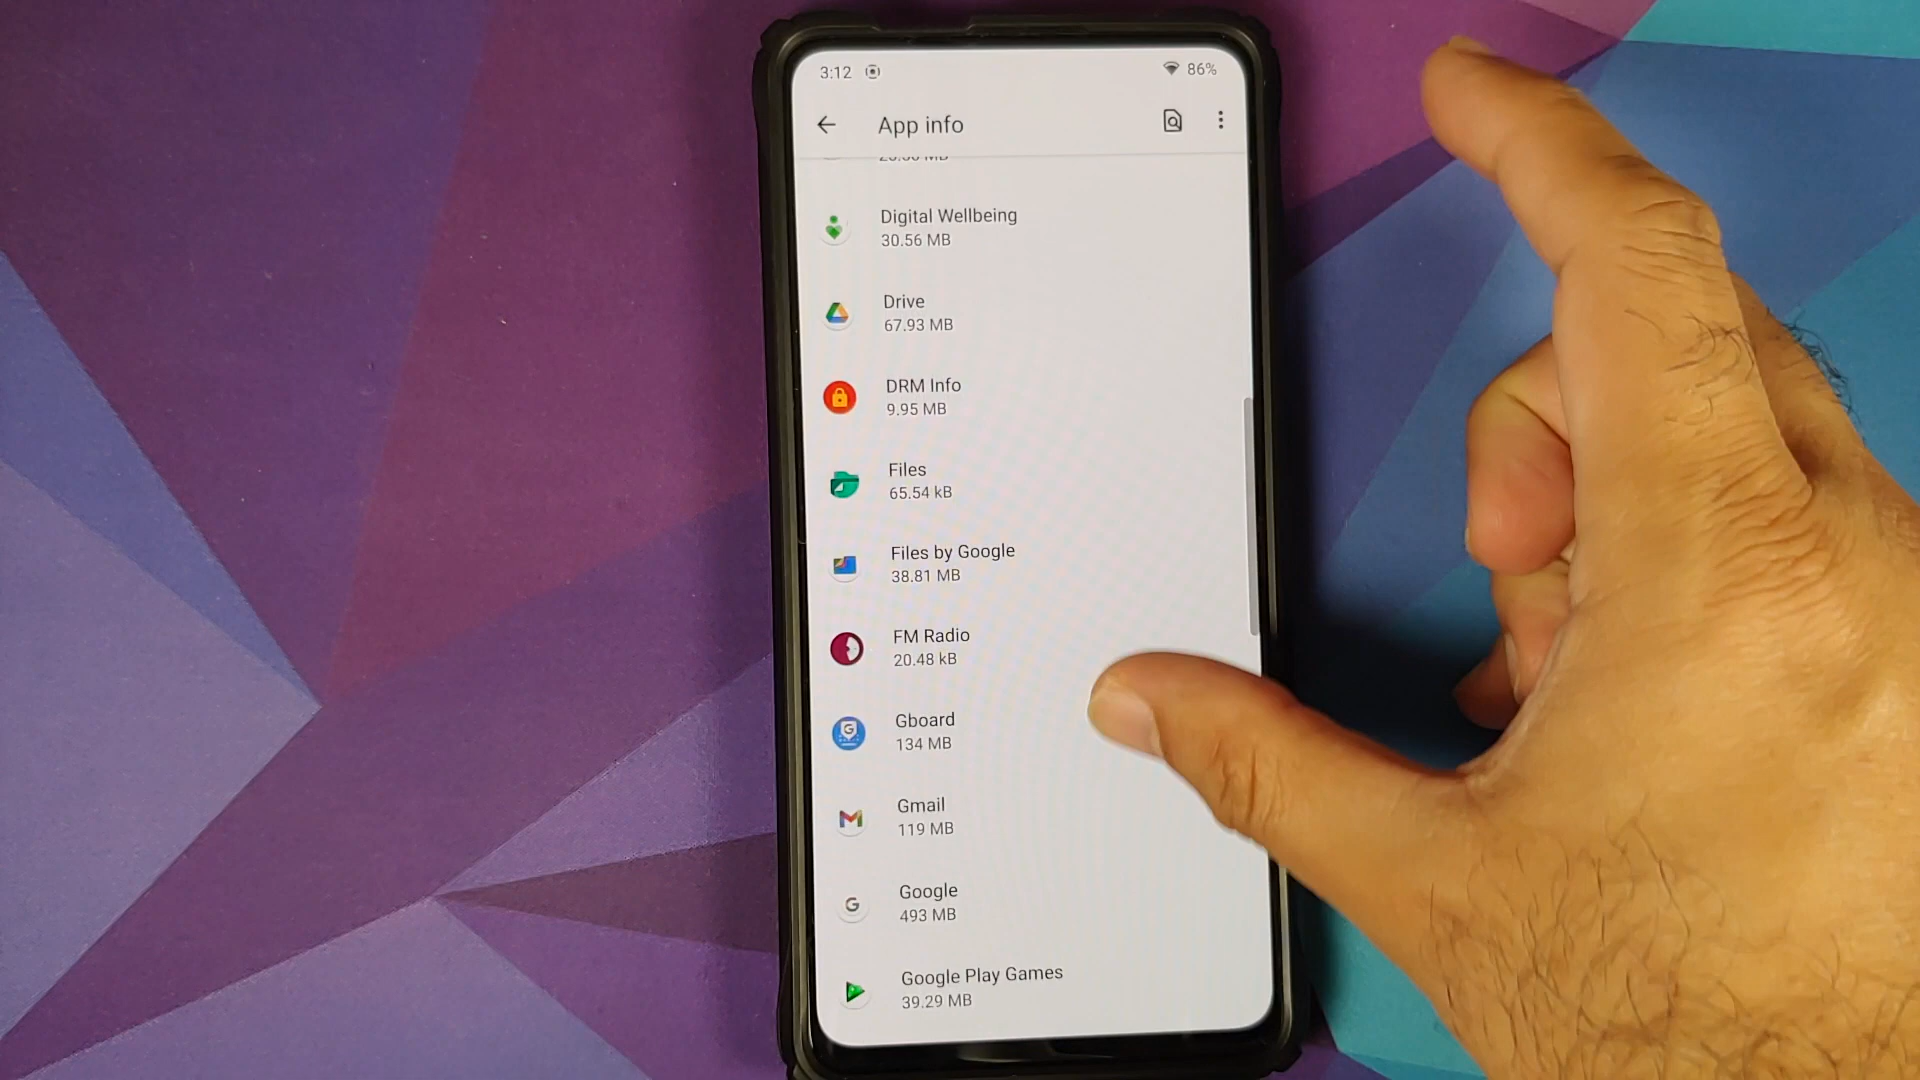 3:12
86%
App info
Digital Wellbeing
30.56 MB
Drive
67.93 MB
DRM Info
9.95 MB
Files
65.54 kB
Files by Google
38.81 MB
FM Radio
20.48 kB
Gboard
134 MB
Gmail
119 MB
Google
493 MB
Google Play Games
39.29 MB